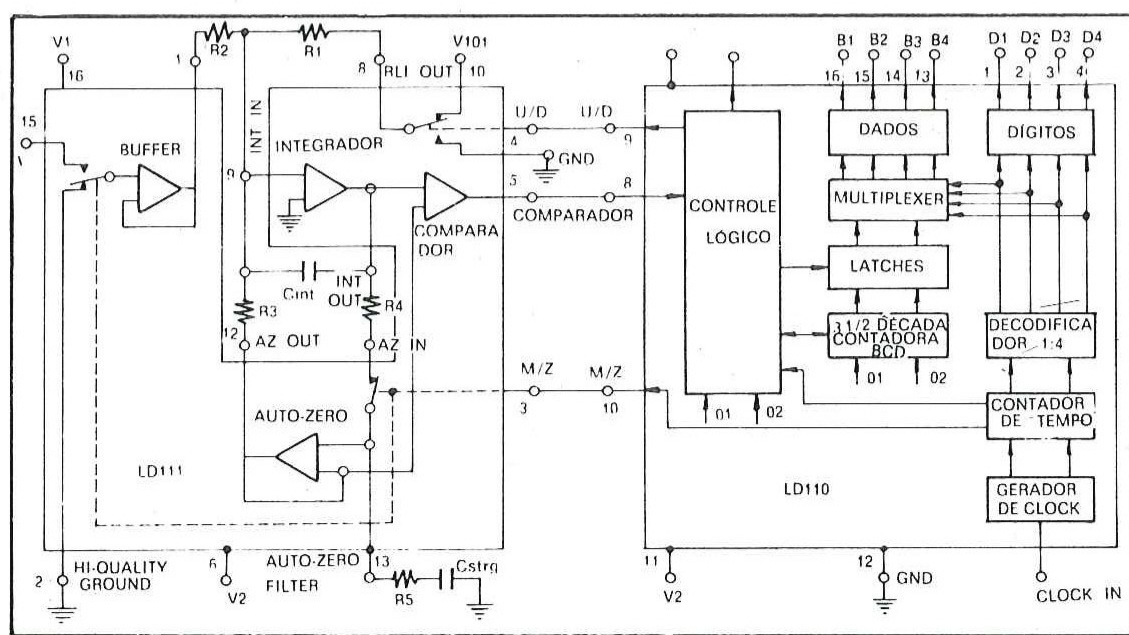 V1
16
1
R2
R1
8
RLI OUT
V101
10
15
BUFFER
INT IN
9
INTEGRADOR
COMPARA
DOR
U/D
4
GND
5
COMPARADOR
U/D
9
8
Cint
INT
OUT
R3
R4
12
AZ OUT
AZ IN
AUTO-ZERO
M/Z
3
M/Z
10
LD111
2
HI-QUALITY
GROUND
6
V2
AUTO-ZERO
FILTER
13
R5
Cstrg
CONTROLE
LÓGICO
01
02
B1
B2
B3
B4
16
15
14
13
D1
D2
D3
D4
1
2
3
4
DADOS
DÍGITOS
MULTIPLEXER
LATCHES
3 1/2 DÉCADA
CONTADORA
BCD
01
02
DECODIFICA
DOR 1:4
CONTADOR
DE TEMPO
GERADOR
DE CLOCK
LD110
11
V2
12
GND
CLOCK IN